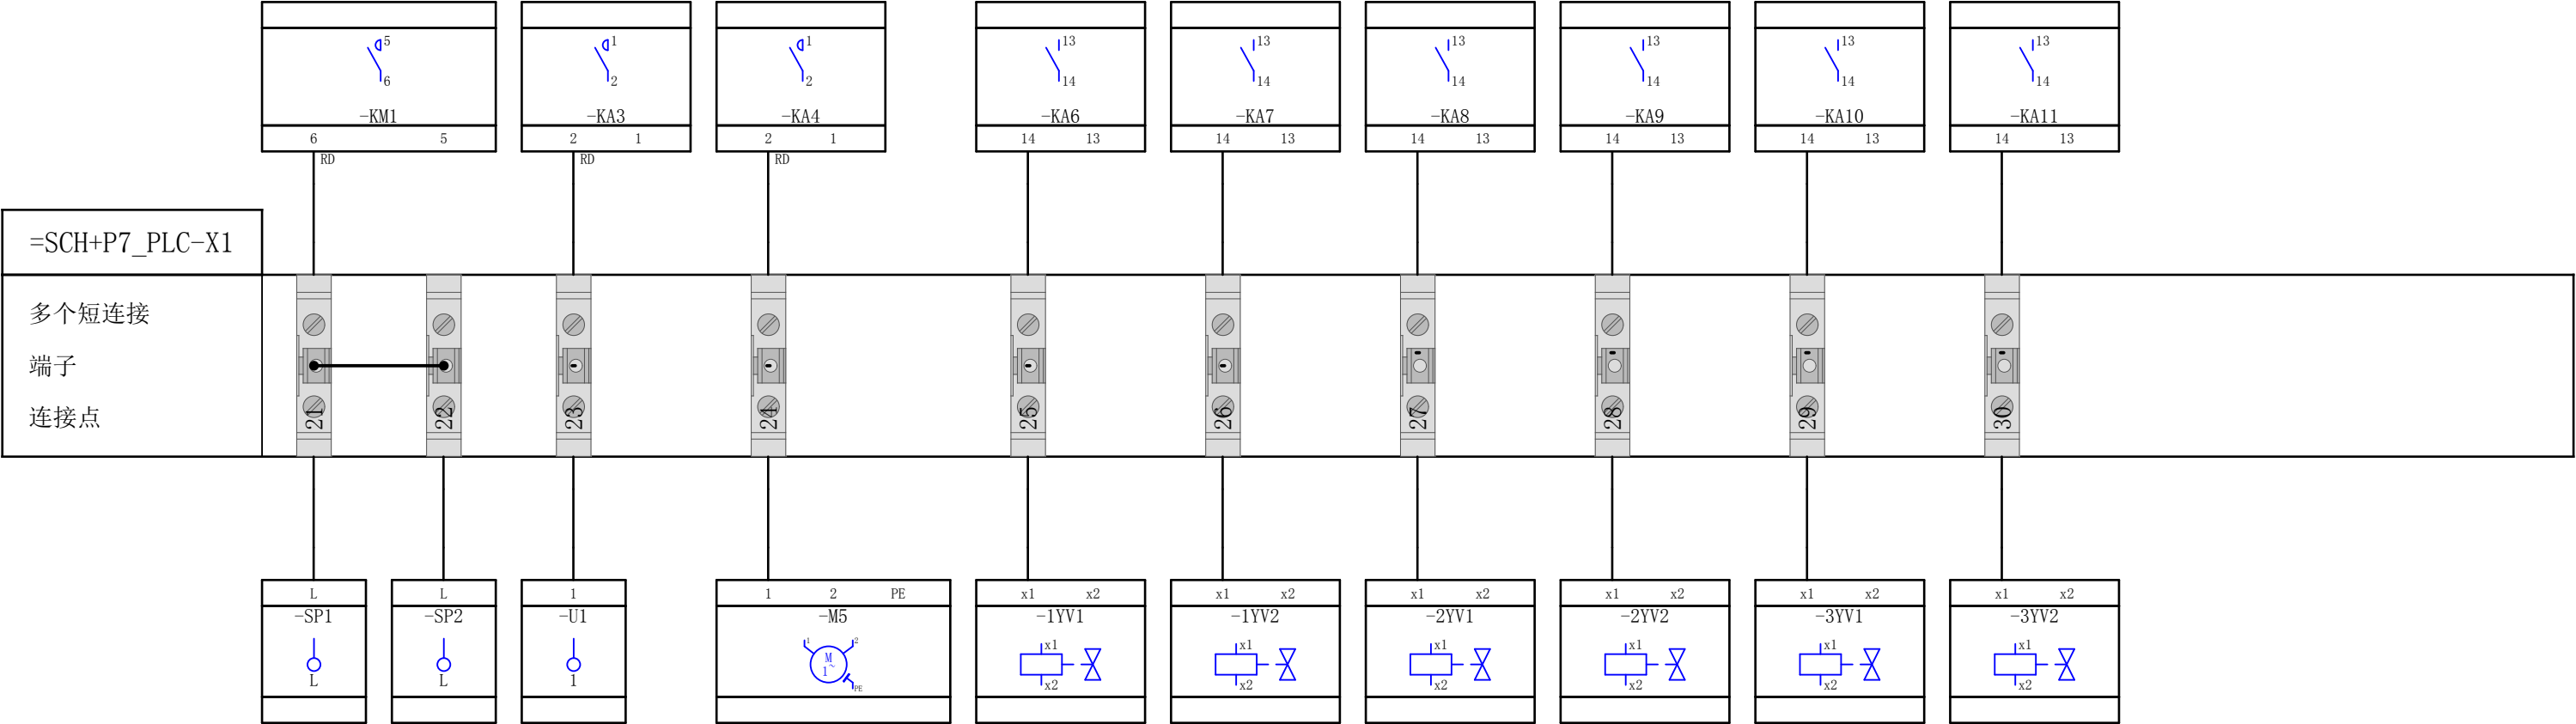 5 1 1 13 13 13 13 13 13
6 2 2 14 14 14 14 14 14
-KM1 -KA3 -KA4 -KA6 -KA7 -KA8 -KA9 -KA10 -KA11
6 5 2 1 2 1 14 13 14 13 14 13 14 13 14 13 14 13
RD RD RD
=SCH+P7_PLC-X1
多个短连接
端子
连接点
21 22 23 24 25 26 27 28 29 30
L L 1 1 2 PE x1 x2 x1 x2 x1 x2 x1 x2 x1 x2 x1 x2
-SP1 -SP2 -U1 -M5 -1YV1 -1YV2 -2YV1 -2YV2 -3YV1 -3YV2
1 2 x1 x1 x1 x1 x1 x1
M
1~
L L 1 PE x2 x2 x2 x2 x2 x2